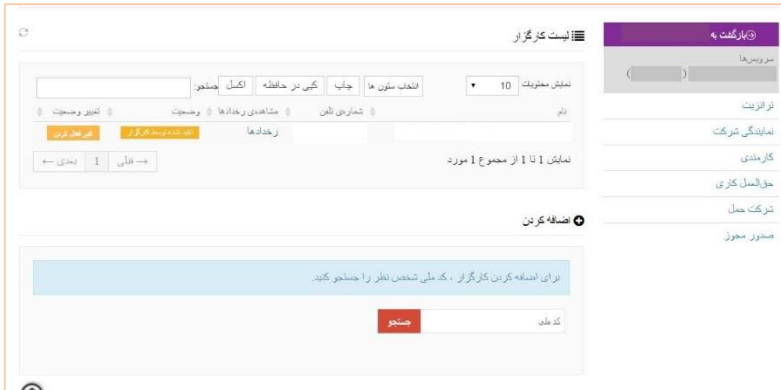 بازگشت به
سرویس‌ها
( )
ترانزیت
نمایندگی شرکت
کارمندی
حق‌العمل کاری
شرکت حمل
صدور مجوز
لیست کارگزار
نمایش محتویات 10 انتخاب ستون ها چاپ کپی در حافظه اکسل جستجو:
نام شماره‌ی تلفن مشاهده‌ی رخدادها وضعیت تغییر وضعیت
رخدادها تایید شده توسط کارگزار غیر فعال کردن
نمایش 1 تا 1 از مجموع 1 مورد
→ قبلی 1 بعدی ←
اضافه کردن
برای اضافه کردن کارگزار ، کد ملی شخص نظر را جستجو کنید.
کد ملی جستجو